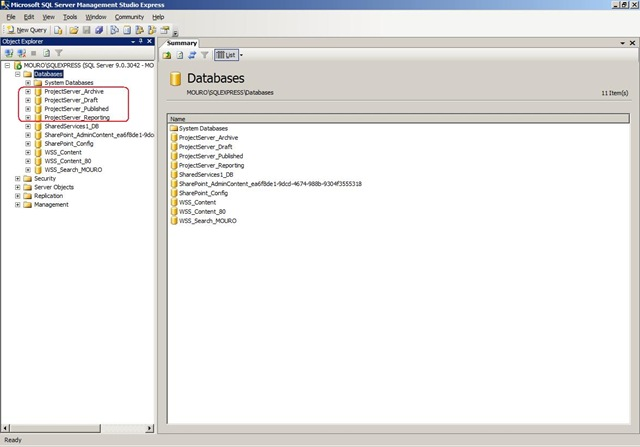 Microsoft SQL Server Management Studio Express
File Edit View Tools Window Community Help
New Query
Object Explorer
MOURO\SQLEXPRESS (SQL Server 9.0.3042 - MO
Databases
System Databases
ProjectServer_Archive
ProjectServer_Draft
ProjectServer_Published
ProjectServer_Reporting
SharedServices1_DB
SharePoint_AdminContent_ea6f8de1-9dcd
SharePoint_Config
WSS_Content
WSS_Content_80
WSS_Search_MOURO
Security
Server Objects
Replication
Management
Summary
List
Databases
MOURO\SQLEXPRESS\Databases
11 Item(s)
Name
System Databases
ProjectServer_Archive
ProjectServer_Draft
ProjectServer_Published
ProjectServer_Reporting
SharedServices1_DB
SharePoint_AdminContent_ea6f8de1-9dcd-4674-988b-9304f3555318
SharePoint_Config
WSS_Content
WSS_Content_80
WSS_Search_MOURO
Ready